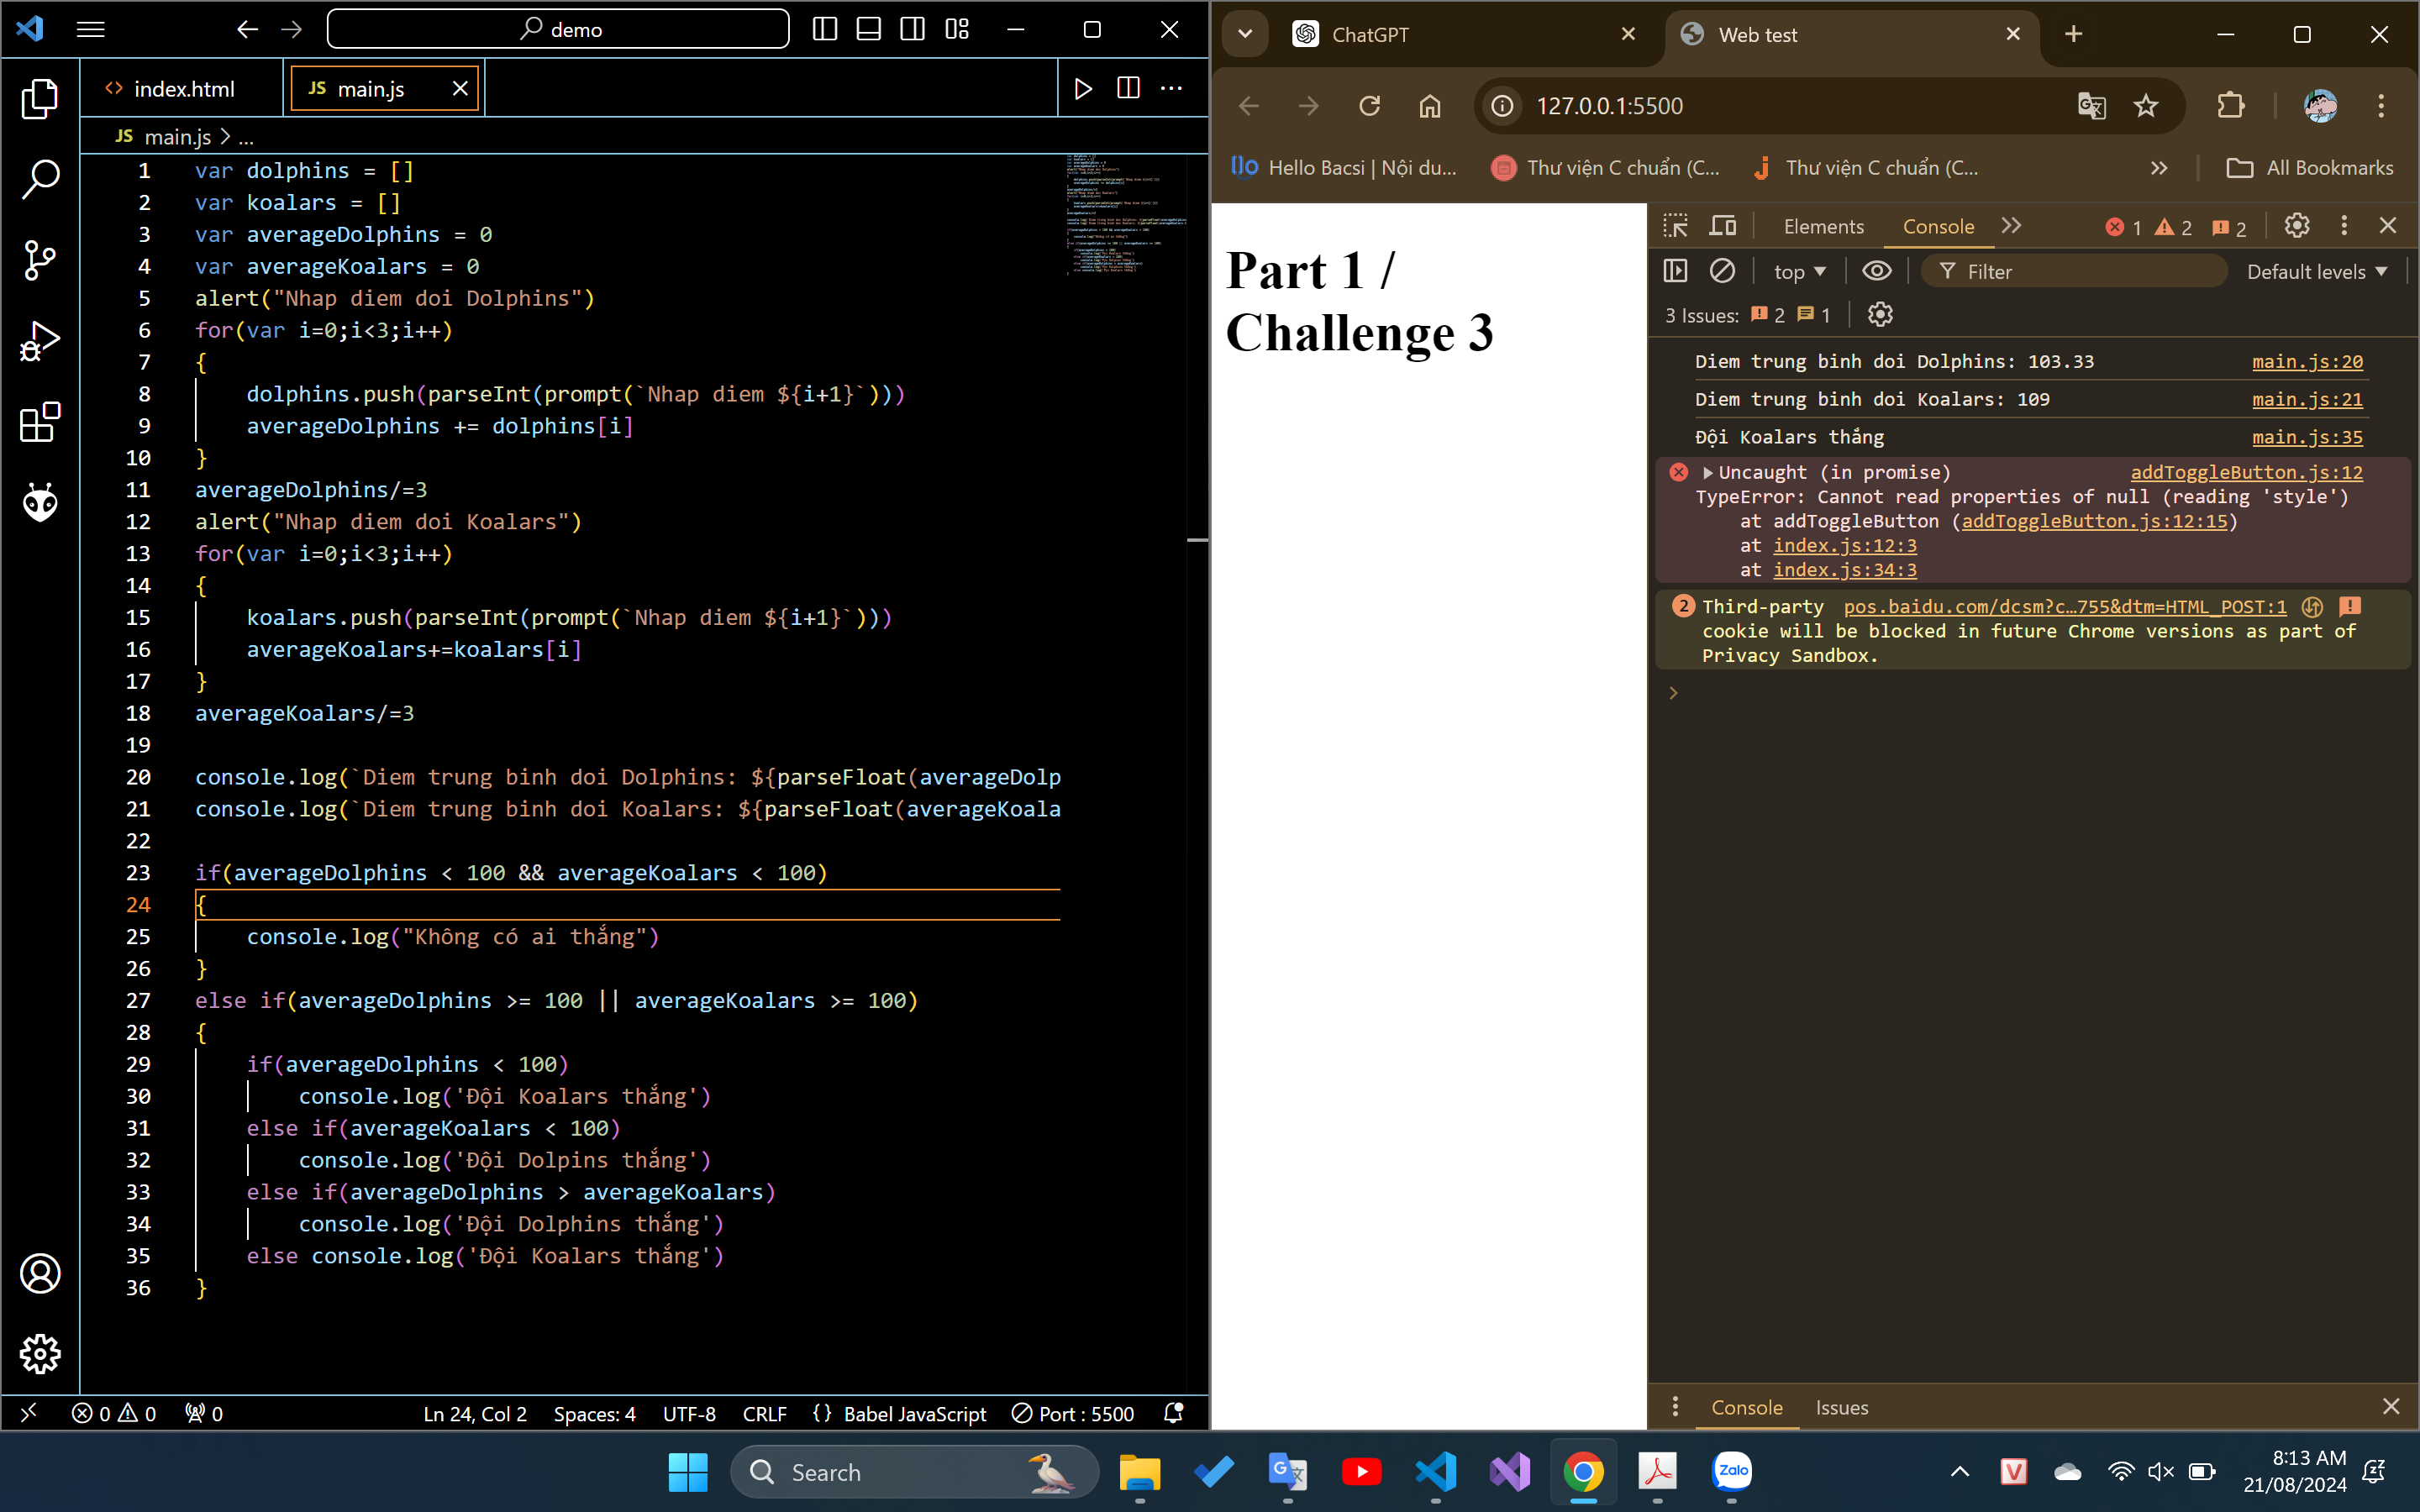 demo
index.html
JS main.js
JS main.js > ...
1 var dolphins = []
2 var koalars = []
3 var averageDolphins = 0
4 var averageKoalars = 0
5 alert("Nhap diem doi Dolphins")
6 for(var i=0;i<3;i++)
7 {
8 dolphins.push(parseInt(prompt(`Nhap diem ${i+1}`)))
9 averageDolphins += dolphins[i]
10 }
11 averageDolphins/=3
12 alert("Nhap diem doi Koalars")
13 for(var i=0;i<3;i++)
14 {
15 koalars.push(parseInt(prompt(`Nhap diem ${i+1}`)))
16 averageKoalars+=koalars[i]
17 }
18 averageKoalars/=3
19
20 console.log(`Diem trung binh doi Dolphins: ${parseFloat(averageDolp
21 console.log(`Diem trung binh doi Koalars: ${parseFloat(averageKoala
22
23 if(averageDolphins < 100 && averageKoalars < 100)
24 {
25 console.log("Không có ai thắng")
26 }
27 else if(averageDolphins >= 100 || averageKoalars >= 100)
28 {
29 if(averageDolphins < 100)
30 console.log('Đội Koalars thắng')
31 else if(averageKoalars < 100)
32 console.log('Đội Dolpins thắng')
33 else if(averageDolphins > averageKoalars)
34 console.log('Đội Dolphins thắng')
35 else console.log('Đội Koalars thắng')
36 }
0 0 0 Ln 24, Col 2 Spaces: 4 UTF-8 CRLF {} Babel JavaScript Port : 5500
ChatGPT
Web test
127.0.0.1:5500
Hello Bacsi | Nội du...
Thư viện C chuẩn (C...
Thư viện C chuẩn (C...
All Bookmarks
Part 1 /
Challenge 3
Elements Console 1 2 2
top Filter Default levels
3 Issues: 2 1
Diem trung binh doi Dolphins: 103.33 main.js:20
Diem trung binh doi Koalars: 109 main.js:21
Đội Koalars thắng main.js:35
Uncaught (in promise) addToggleButton.js:12
TypeError: Cannot read properties of null (reading 'style')
at addToggleButton (addToggleButton.js:12:15)
at index.js:12:3
at index.js:34:3
2 Third-party pos.baidu.com/dcsm?c…755&dtm=HTML_POST:1
cookie will be blocked in future Chrome versions as part of
Privacy Sandbox.
Console Issues
Search
Zalo
8:13 AM
21/08/2024